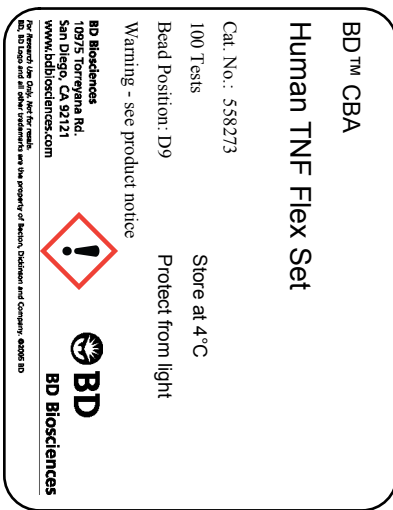 BD™ CBA
Human TNF Flex Set
Cat. No.: 558273
100 Tests Store at 4°C
Bead Position: D9 Protect from light
Warning - see product notice
BD Biosciences
10975 Torreyana Rd.
San Diego, CA 92121
www.bdbiosciences.com
BD
BD Biosciences
For Research Use Only. Not for resale.
BD, BD Logo and all other trademarks are the property of Becton, Dickinson and Company. ©2005 BD